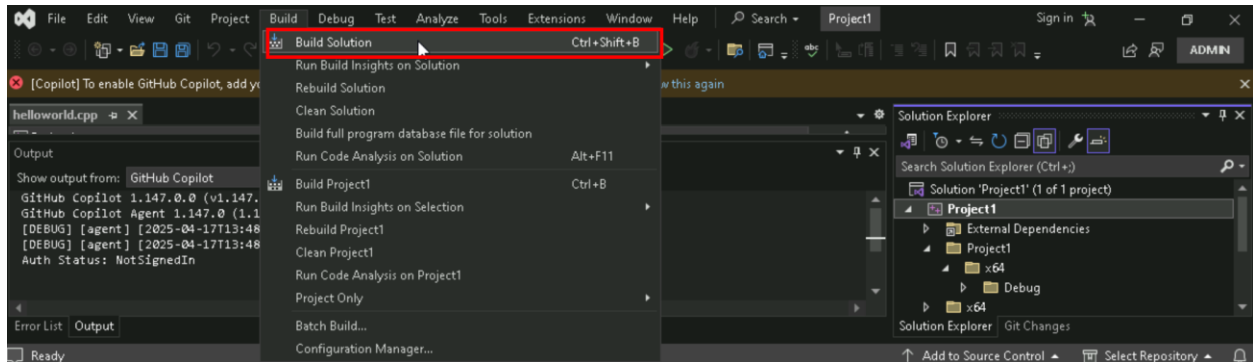 File Edit View Git Project Build Debug Test Analyze Tools Extensions Window Help Search Project1 Sign in
ADMIN
Build Solution Ctrl+Shift+B
Run Build Insights on Solution
Rebuild Solution
Clean Solution
Build full program database file for solution
Run Code Analysis on Solution Alt+F11
Build Project1 Ctrl+B
Run Build Insights on Selection
Rebuild Project1
Clean Project1
Run Code Analysis on Project1
Project Only
Batch Build...
Configuration Manager...
[Copilot] To enable GitHub Copilot, add
this again
helloworld.cpp
Output
Show output from: GitHub Copilot
GitHub Copilot 1.147.0.0 (v1.147.
GitHub Copilot Agent 1.147.0 (1.1
[DEBUG] [agent] [2025-04-17T13:48
[DEBUG] [agent] [2025-04-17T13:48
Auth Status: NotSignedIn
Error List Output
Ready
Solution Explorer
Search Solution Explorer (Ctrl+;)
Solution 'Project1' (1 of 1 project)
Project1
External Dependencies
Project1
x64
Debug
x64
Solution Explorer Git Changes
Add to Source Control Select Repository